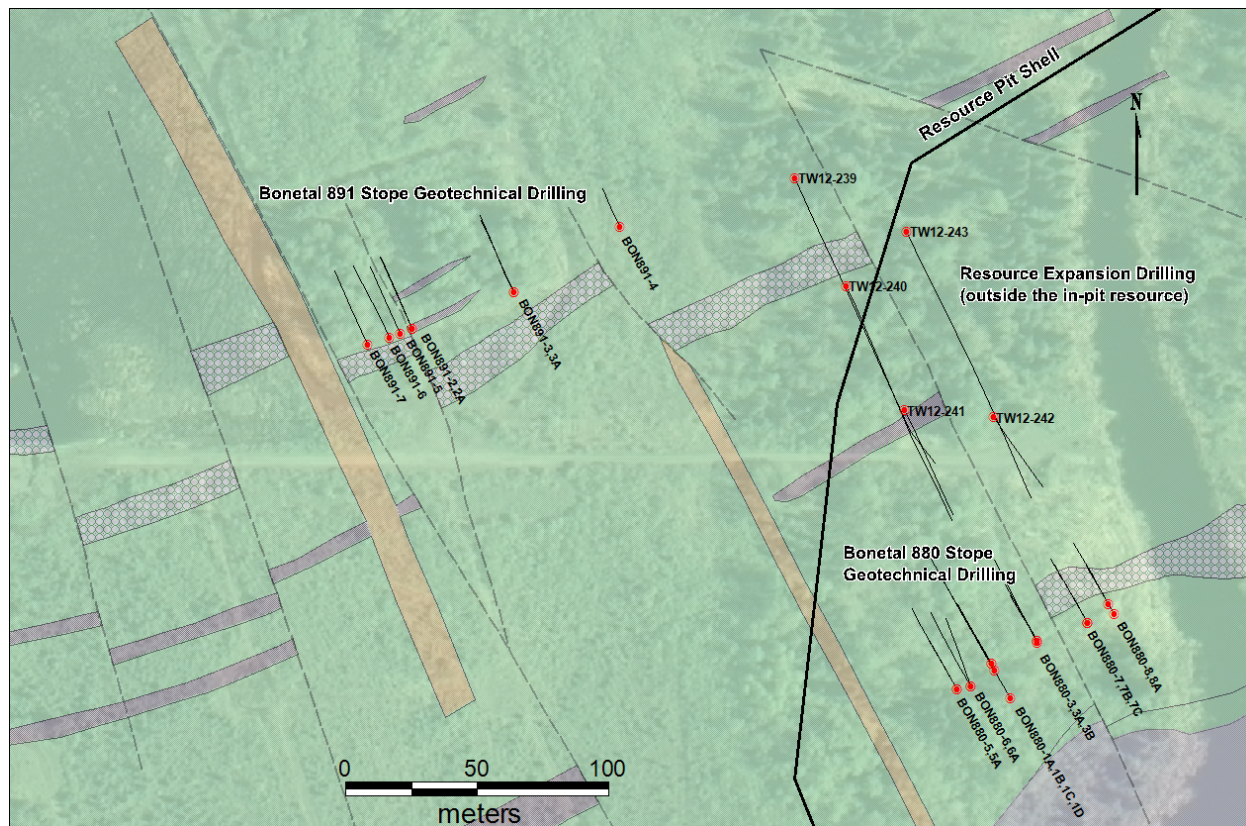 Resource Pit Shell
N
TW12-239
Bonetal 891 Stope Geotechnical Drilling
TW12-243
BON891-4
Resource Expansion Drilling
(outside the in-pit resource)
TW12-240
BON891-3,3A
BON891-2,2A
BON891-5
BON891-6
BON891-7
TW12-241
TW12-242
Bonetal 880 Stope
Geotechnical Drilling
BON880-8,8A
BON880-7,7B,7C
BON880-3,3A,3B
BON880-1A,1B,1C,1D
BON880-6,6A
BON880-5,5A
0 50 100
meters